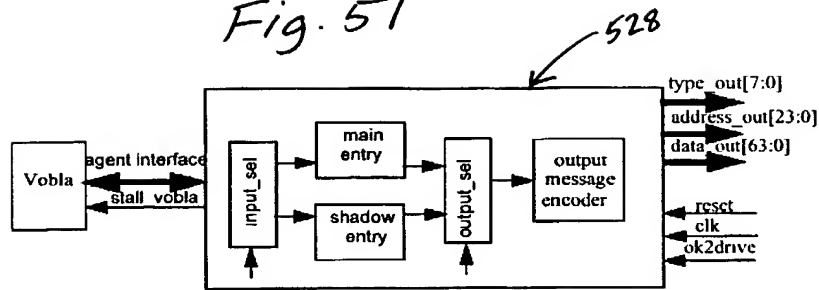 Fig. 51
528
type_out[7:0]
address_out[23:0]
data_out[63:0]
Vobla
agent interface
stall_vobla
input_sel
main
entry
shadow
entry
output_sel
output
message
encoder
reset
clk
ok2drive